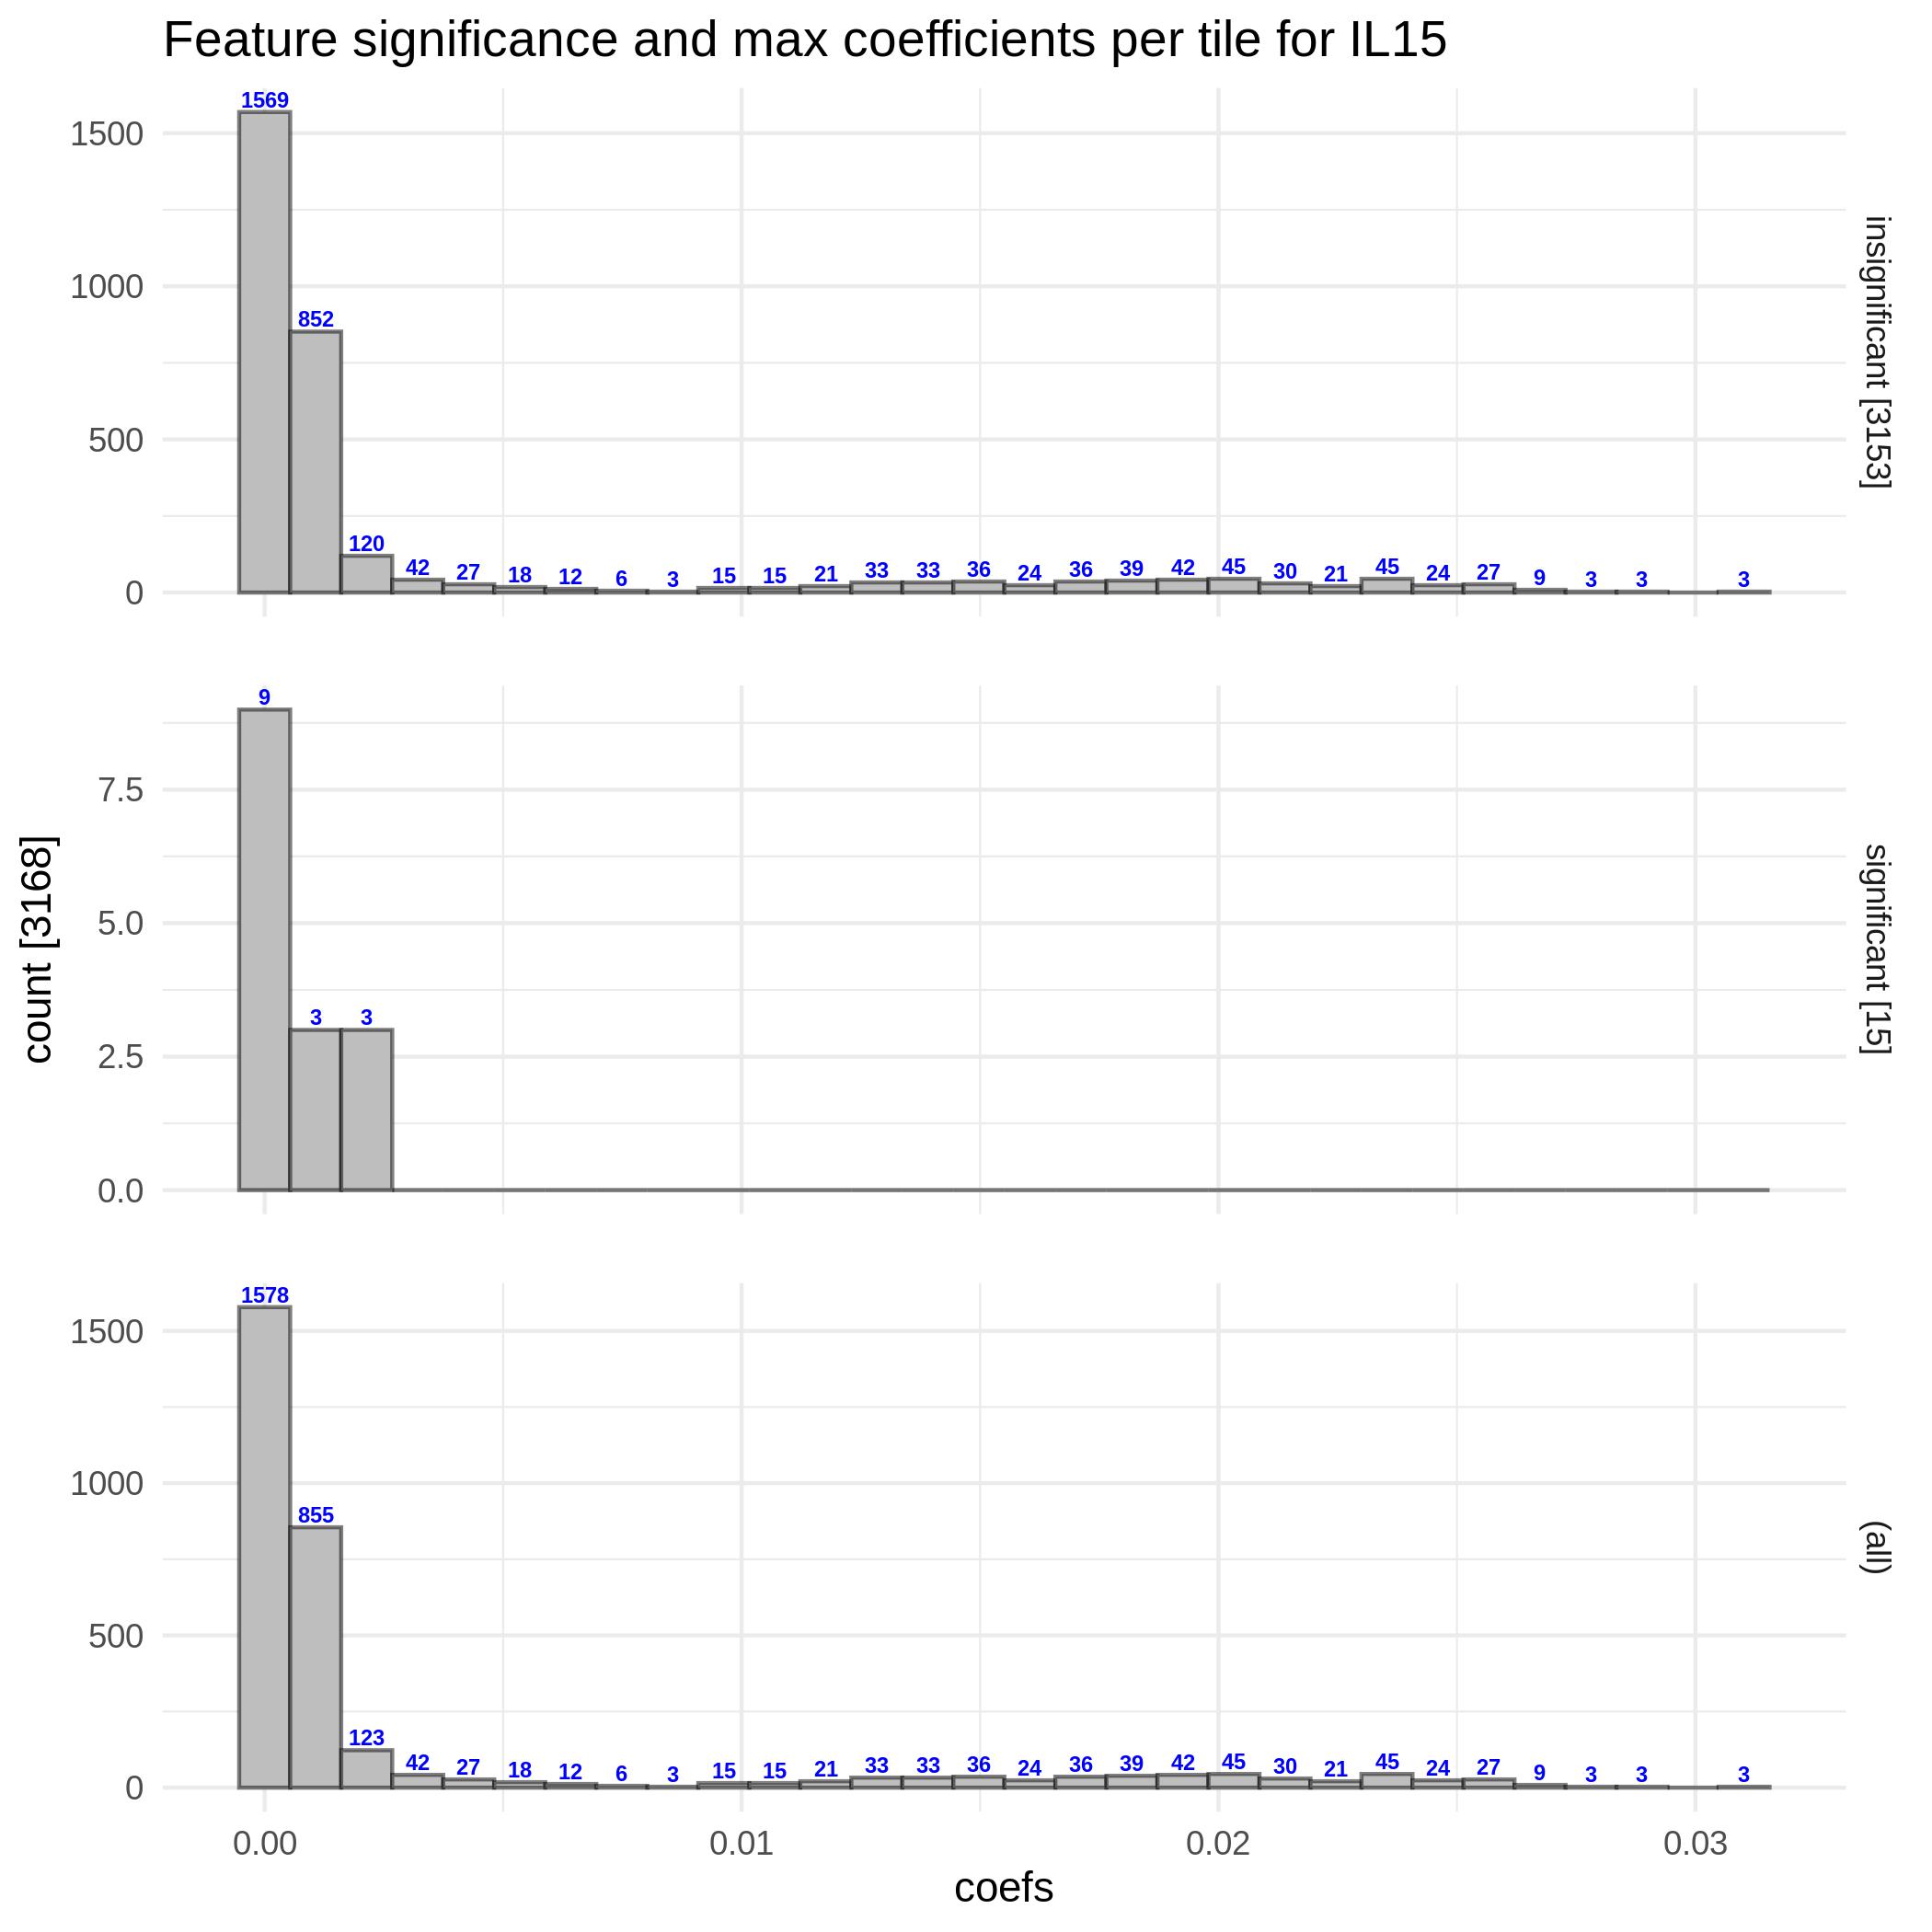 Feature significance and max coefficients per tile for IL15
1569
852
120
42 27 18 12 6 3 15 15 21 33 33 36 24 36 39 42 45 30 21 45 24 27 9 3 3 3
1500
1000
500
0
insignificant [3153]
9
3 3
7.5
5.0
2.5
0.0
significant [15]
count [3168]
1578
855
123
42 27 18 12 6 3 15 15 21 33 33 36 24 36 39 42 45 30 21 45 24 27 9 3 3 3
1500
1000
500
0
(all)
0.00 0.01 0.02 0.03
coefs